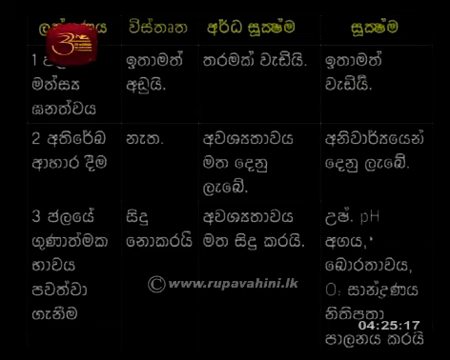 ලක්ෂණය විස්තෘත අර්ධ සූක්ෂ්ම සූක්ෂ්ම
1 ඉතාමත් තරමක් වැඩියි. ඉතාමත්
මත්ස්‍ය අඩුයි. වැඩියි.
ඝනත්වය
2 අතිරේඛ නැත. අවශ්‍යතාවය අනිවාර්යයෙන්
ආහාර දීම මත දෙනු දෙනු ලැබේ.
ලැබේ.
3 ජලයේ සිදු අවශ්‍යතාවය උෂ්. pH
ගුණාත්මක නොකරයි මත සිදු කරයි. අගය,
භාවය බොරතාවය,
පවත්වා O₂ සාන්ද්‍රණය
ගැනීම නිතිපතා
පාලනය කරයි
©www.rupavahini.lk
04:25:17